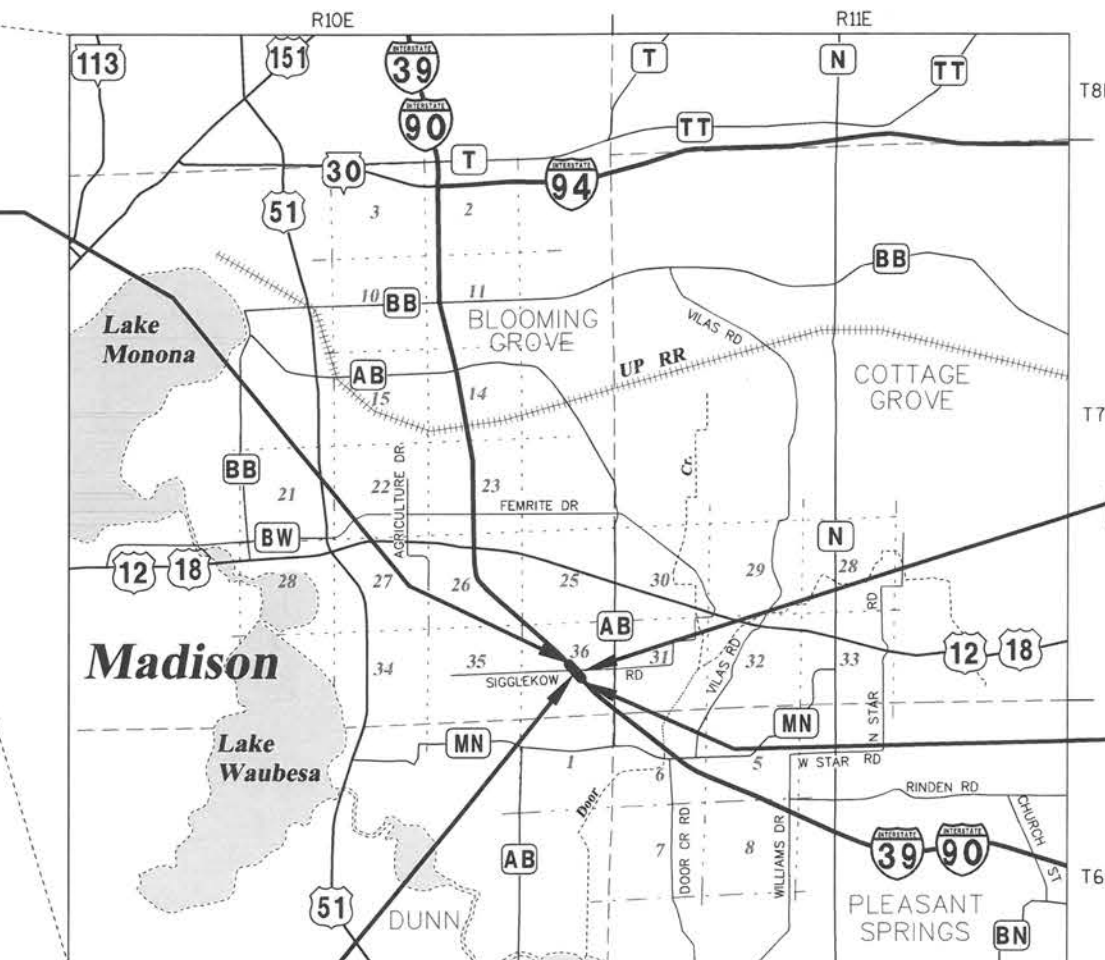 R10E
R11E
113
151
INTERSTATE
39
T
N
TT
INTERSTATE
90
TT
T
30
INTERSTATE
94
51
3
2
BB
10
BB
11
Lake
Monona
BLOOMING
GROVE
VILAS RD
UP RR
AB
15
14
COTTAGE
GROVE
T7
BB
21
22
AGRICULTURE DR
23
Cr.
FEMRITE DR
BW
N
12
18
28
27
26
25
30
29
28
RD
AB
Madison
34
35
36
31
SIGGLEKOW
RD
VILAS RD
32
33
12
18
N STAR
Lake
Waubesa
MN
MN
1
6
5
W STAR RD
Door
RINDEN RD
CHURCH ST
AB
7
DOOR CR RD
8
WILLIAMS DR
INTERSTATE
39
INTERSTATE
90
T6
51
DUNN
PLEASANT
SPRINGS
BN